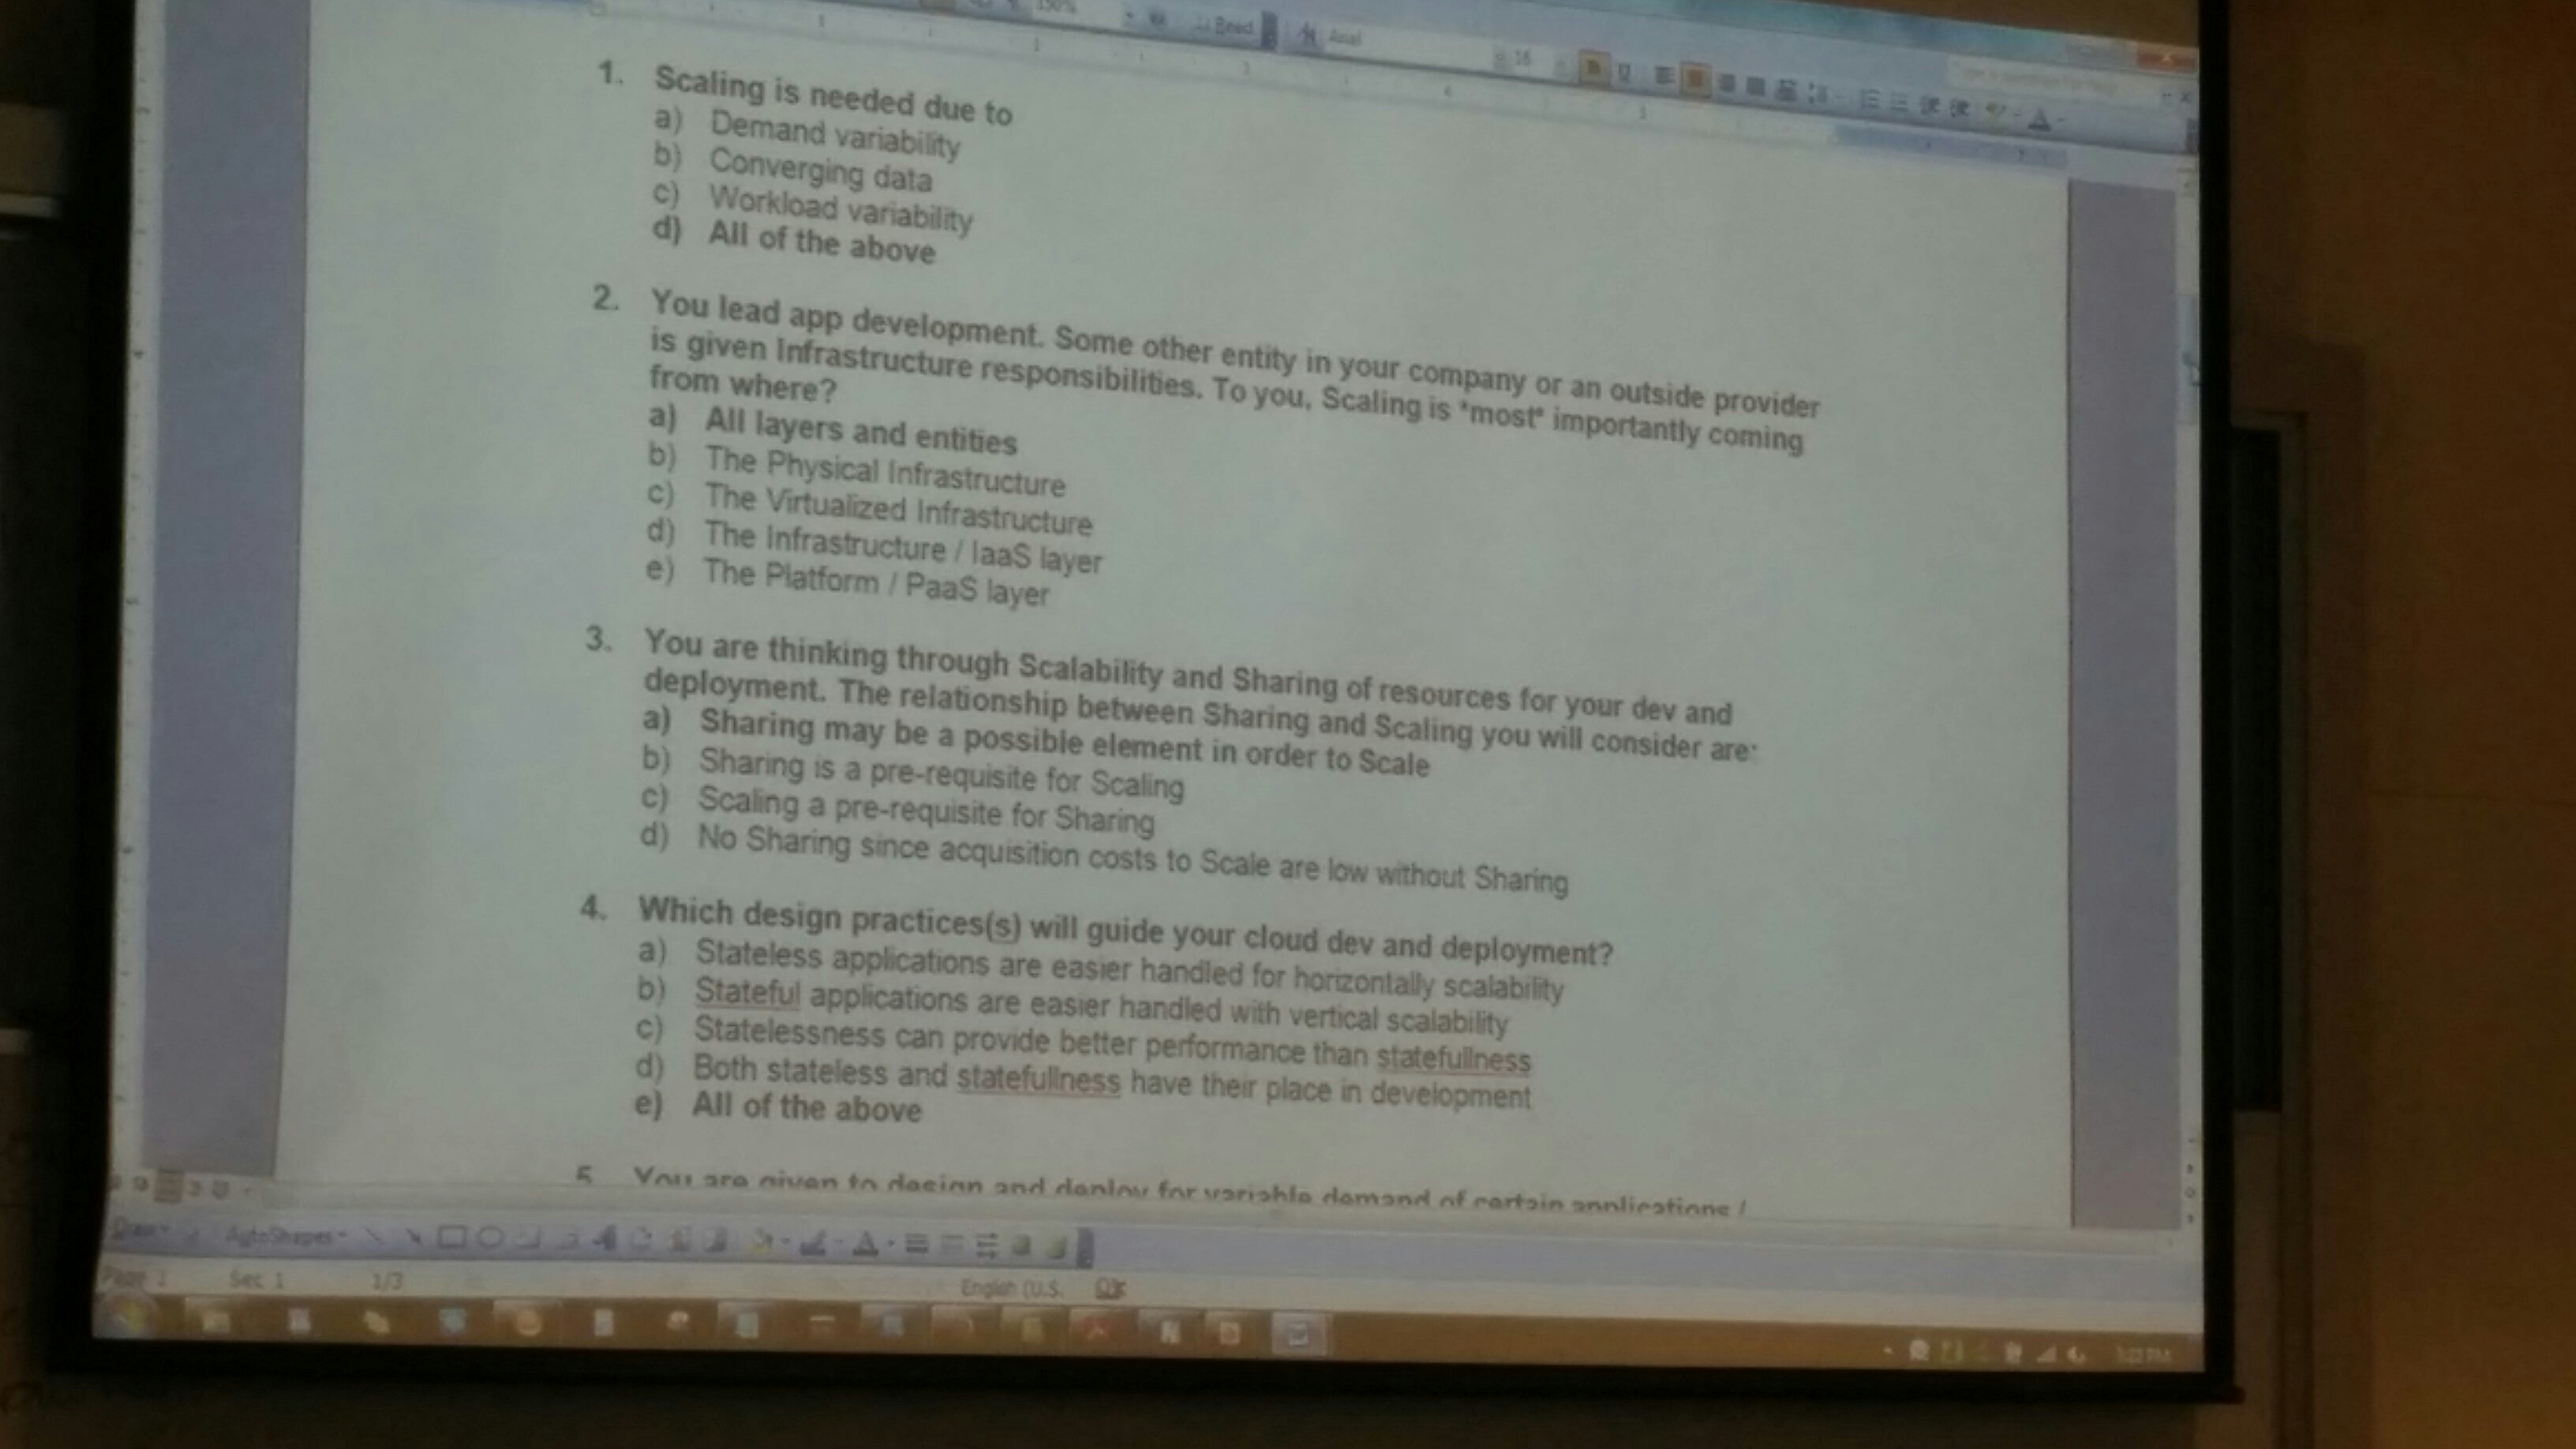 150%
Read
Arial
16
1. Scaling is needed due to
a) Demand variability
b) Converging data
c) Workload variability
d) All of the above
2. You lead app development. Some other entity in your company or an outside provider
is given Infrastructure responsibilities. To you, Scaling is *most* importantly coming
from where?
a) All layers and entities
b) The Physical Infrastructure
c) The Virtualized Infrastructure
d) The Infrastructure / IaaS layer
e) The Platform / PaaS layer
3. You are thinking through Scalability and Sharing of resources for your dev and
deployment. The relationship between Sharing and Scaling you will consider are:
a) Sharing may be a possible element in order to Scale
b) Sharing is a pre-requisite for Scaling
c) Scaling a pre-requisite for Sharing
d) No Sharing since acquisition costs to Scale are low without Sharing
4. Which design practices(s) will guide your cloud dev and deployment?
a) Stateless applications are easier handled for horizontally scalability
b) Stateful applications are easier handled with vertical scalability
c) Statelessness can provide better performance than statefullness
d) Both stateless and statefullness have their place in development
e) All of the above
5 You are given to design and deploy for variable demand of certain applications /
Draw AutoShapes
Page 1 Sec 1 1/3 English (U.S.